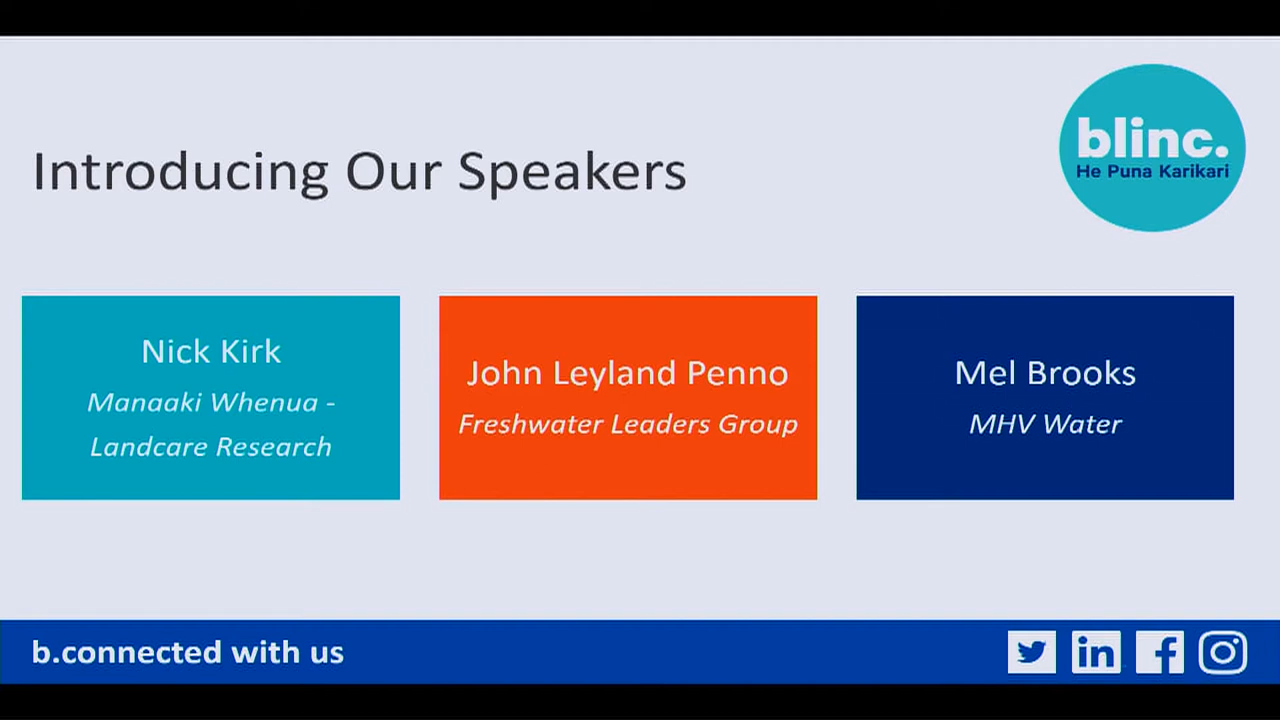 blinc.
He Puna Karikari
Introducing Our Speakers
Nick Kirk
Manaaki Whenua -
Landcare Research
John Leyland Penno
Freshwater Leaders Group
Mel Brooks
MHV Water
b.connected with us